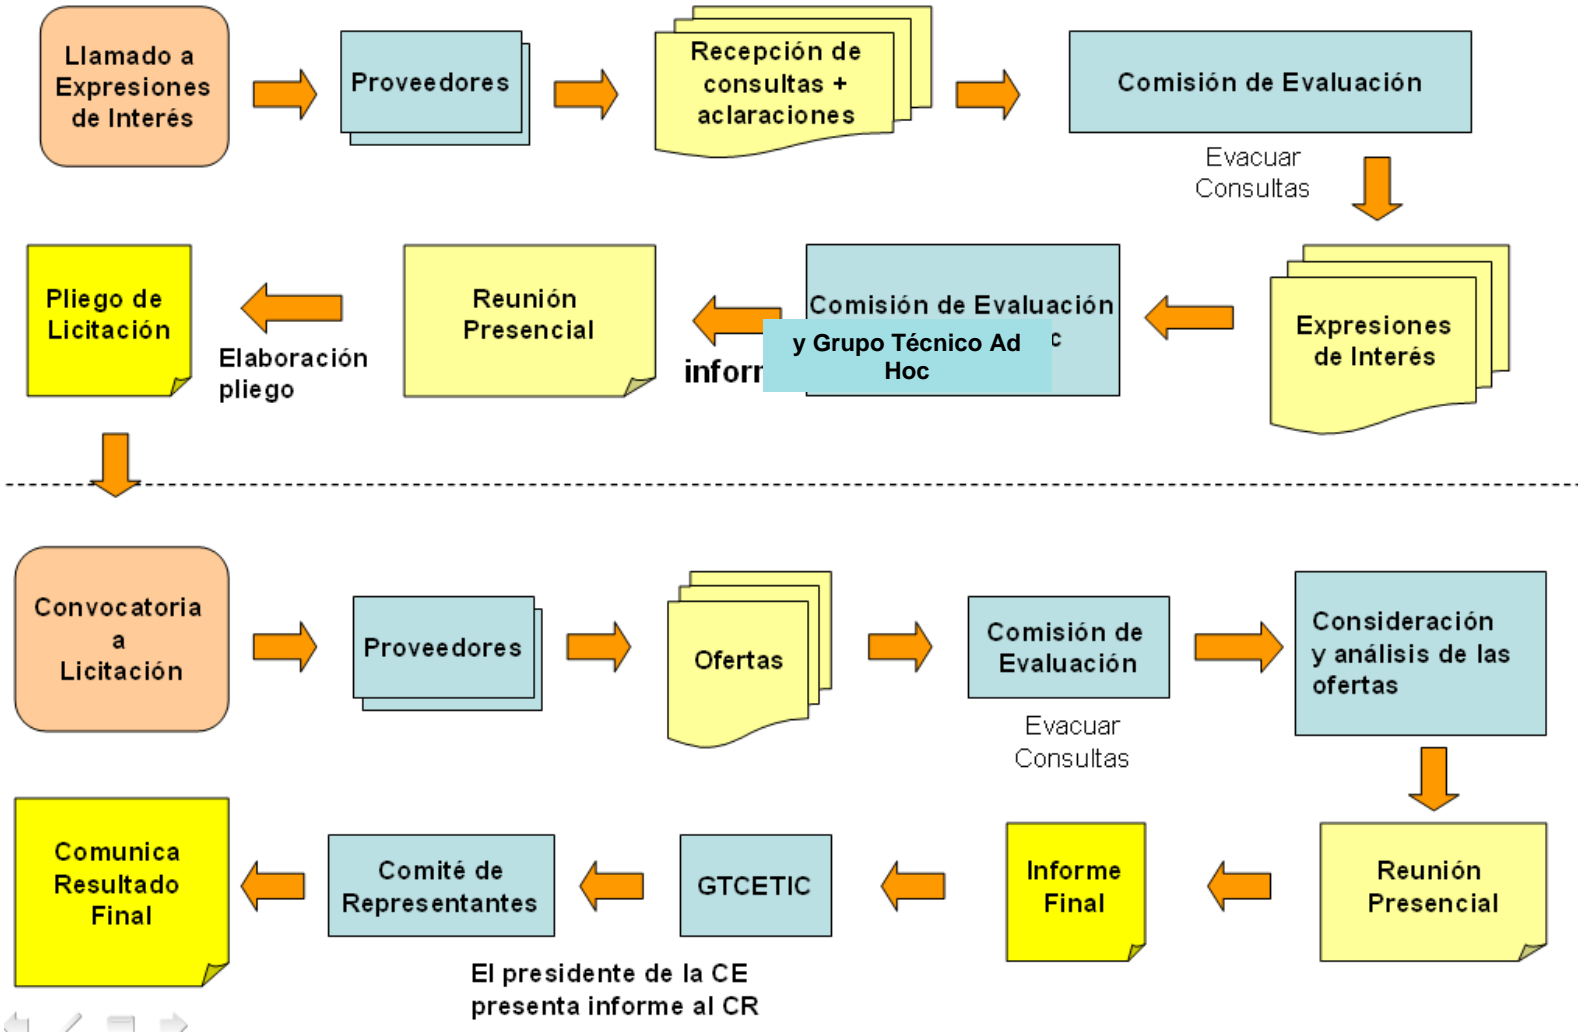 Llamado a
Expresiones
de Interés
Proveedores
Recepción de
consultas +
aclaraciones
Comisión de Evaluación
Evacuar
Consultas
Pliego de
Licitación
Elaboración
pliego
Reunión
Presencial
Comisión de Evaluación
y Grupo Técnico Ad
Hoc
Expresiones
de Interés
Convocatoria
a
Licitación
Proveedores
Ofertas
Comisión de
Evaluación
Evacuar
Consultas
Consideración
y análisis de las
ofertas
Comunica
Resultado
Final
Comité de
Representantes
GTCETIC
Informe
Final
Reunión
Presencial
El presidente de la CE
presenta informe al CR